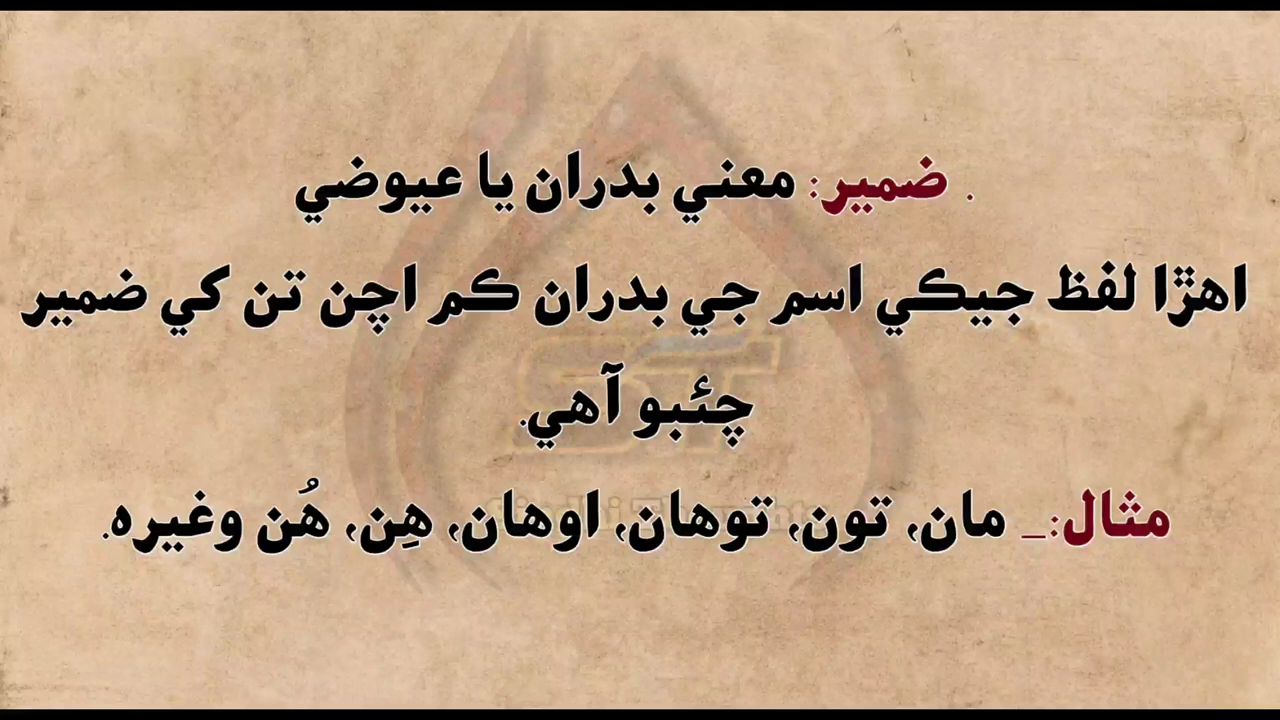 . ضمير: معني بدران يا عيوضي
اهڙا لفظ جيڪي اسم جي بدران ڪم اچن تن کي ضمير
چئبو آهي.
مثال:_ مان، تون، توهان، اوهان، هِن، هُن وغيره.